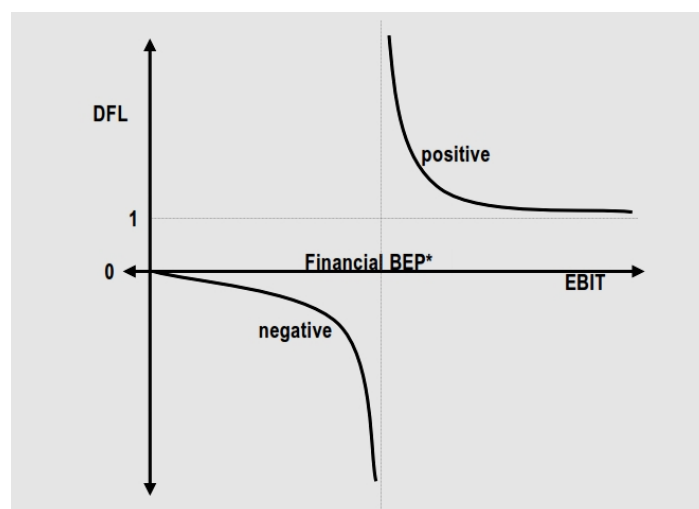 DFL
positive
1
Financial BEP*
0
EBIT
negative